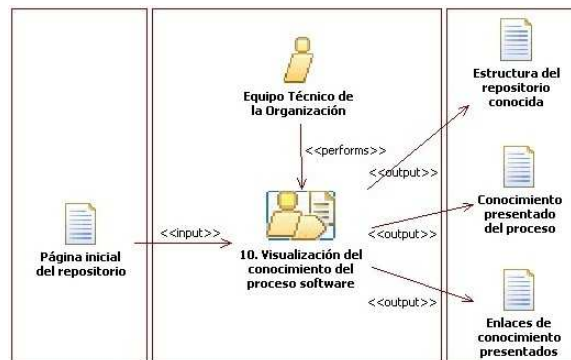 Equipo Técnico de
la Organización
<<performs>>
Página inicial
del repositorio
<<input>>
10. Visualización del
conocimiento del
proceso software
<<output>>
Estructura del
repositorio
conocida
<<output>>
Conocimiento
presentado
del proceso
<<output>>
Enlaces de
conocimiento
presentados